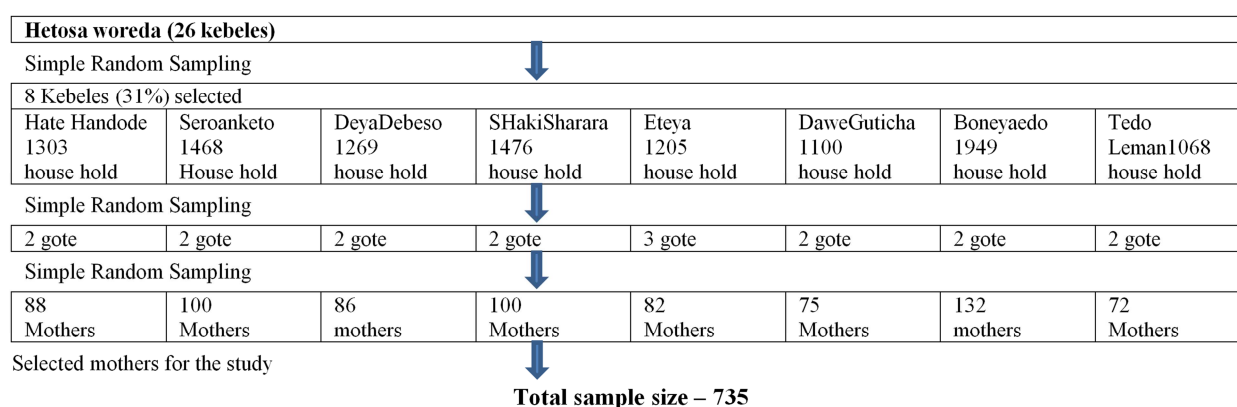 Hetosa woreda (26 kebeles)
Simple Random Sampling
8 Kebeles (31%) selected
Hate Handode
1303
house hold
Seroanketo
1468
House hold
DeyaDebeso
1269
house hold
SHakiSharara
1476
house hold
Eteya
1205
house hold
DaweGuticha
1100
house hold
Boneyaedo
1949
house hold
Tedo
Leman1068
house hold
Simple Random Sampling
2 gote
2 gote
2 gote
2 gote
3 gote
2 gote
2 gote
2 gote
Simple Random Sampling
88
Mothers
100
Mothers
86
mothers
100
Mothers
82
Mothers
75
Mothers
132
mothers
72
Mothers
Selected mothers for the study
Total sample size – 735